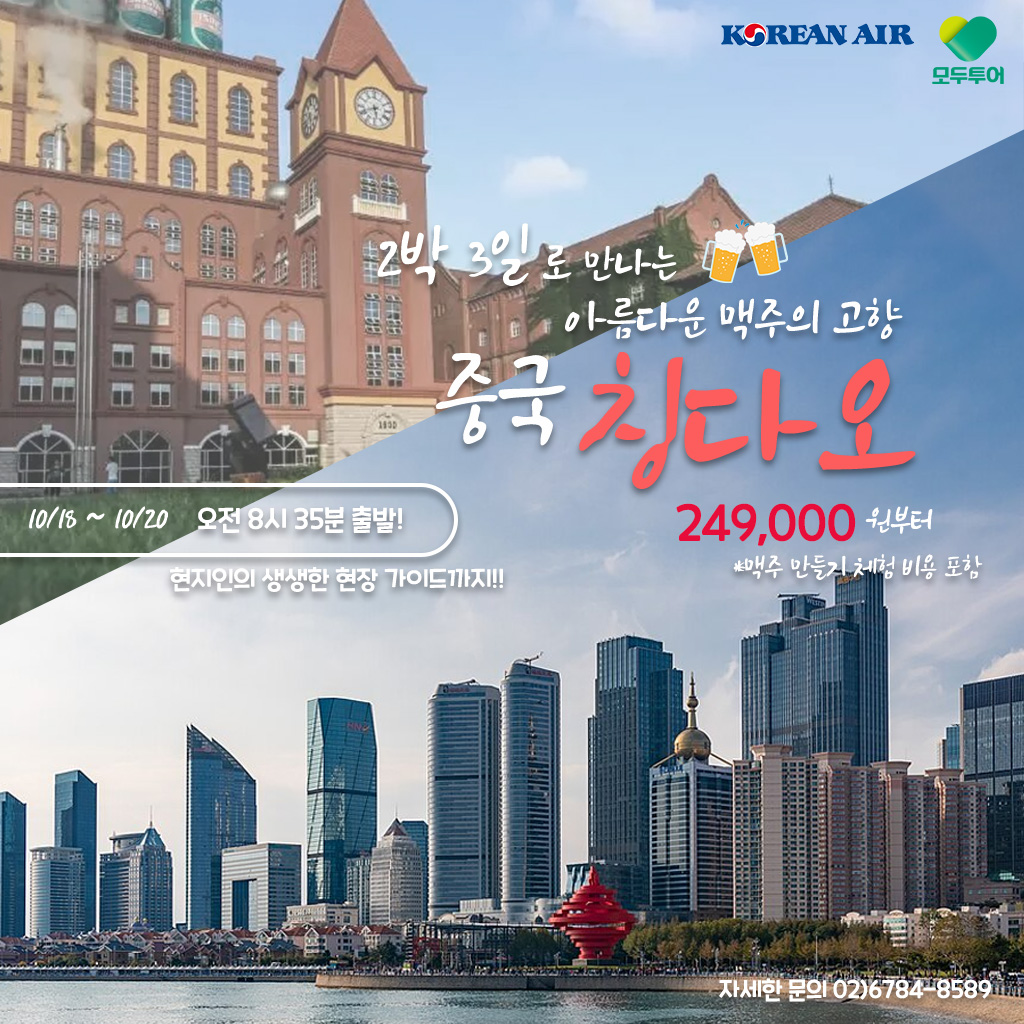 KOREAN AIR
모두투어
2박 3일로 만나는
아름다운 맥주의 고향
중국 칭다오
10/18 ~ 10/20 오전 8시 35분 출발!
249,000 원부터
*맥주 만들기 체험 비용 포함
현지인의 생생한 현장 가이드까지!!
자세한 문의 02)6784-8589